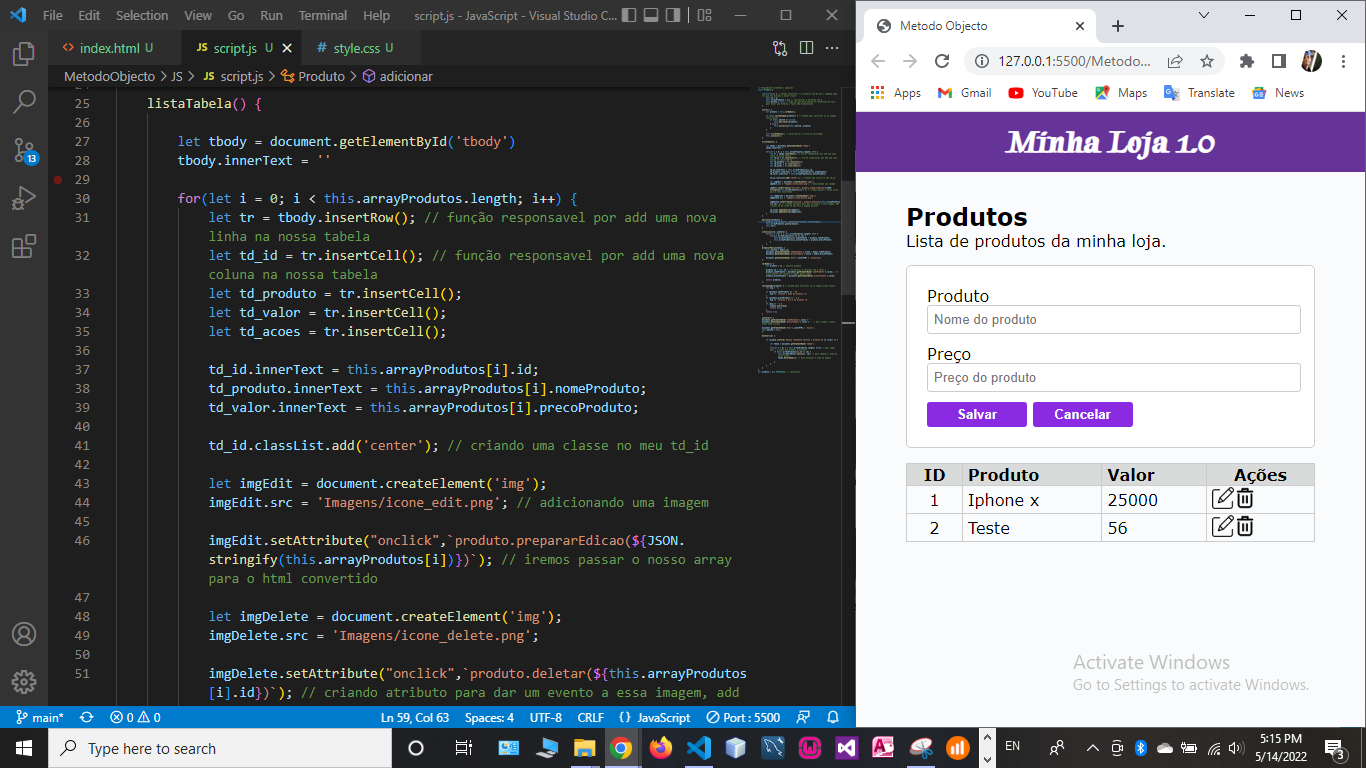 File Edit Selection View Go Run Terminal Help script.js - JavaScript - Visual Studio C...
index.html U JS script.js U # style.css U
MetodoObjecto > JS > JS script.js > Produto > adicionar
25 listaTabela() {
26
27 let tbody = document.getElementById('tbody')
28 tbody.innerText = ''
29
30 for(let i = 0; i < this.arrayProdutos.length; i++) {
31 let tr = tbody.insertRow(); // função responsavel por add uma nova
linha na nossa tabela
32 let td_id = tr.insertCell(); // função responsavel por add uma nova
coluna na nossa tabela
33 let td_produto = tr.insertCell();
34 let td_valor = tr.insertCell();
35 let td_acoes = tr.insertCell();
36
37 td_id.innerText = this.arrayProdutos[i].id;
38 td_produto.innerText = this.arrayProdutos[i].nomeProduto;
39 td_valor.innerText = this.arrayProdutos[i].precoProduto;
40
41 td_id.classList.add('center'); // criando uma classe no meu td_id
42
43 let imgEdit = document.createElement('img');
44 imgEdit.src = 'Imagens/icone_edit.png'; // adicionando uma imagem
45
46 imgEdit.setAttribute("onclick",`produto.prepararEdicao(${JSON.
stringify(this.arrayProdutos[i])})`); // iremos passar o nosso array
para o html convertido
47
48 let imgDelete = document.createElement('img');
49 imgDelete.src = 'Imagens/icone_delete.png';
50
51 imgDelete.setAttribute("onclick",`produto.deletar(${this.arrayProdutos
[i].id})`); // criando atributo para dar um evento a essa imagem, add
13
main* 0 0 Ln 59, Col 63 Spaces: 4 UTF-8 CRLF {} JavaScript Port : 5500
Metodo Objecto
127.0.0.1:5500/Metodo...
Apps Gmail YouTube Maps Translate News
Minha Loja 1.0
Produtos
Lista de produtos da minha loja.
Produto
Nome do produto
Preço
Preço do produto
Salvar Cancelar
ID Produto Valor Ações
1 Iphone x 25000
2 Teste 56
Activate Windows
Go to Settings to activate Windows.
Type here to search
EN
5:15 PM
5/14/2022
3